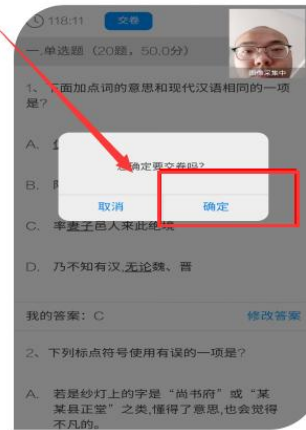 118:11 交卷
一.单选题（20题，50.0分）
图像采集中
1、下面加点词的意思和现代汉语相同的一项
是?
A.
您确定要交卷吗?
B.
取消 确定
C. 率妻子邑人来此绝境
D. 乃不知有汉,无论魏、晋
我的答案：C 修改答案
2、下列标点符号使用有误的一项是?
A. 若是纱灯上的字是“尚书府”或“某
某县正堂”之类,懂得了意思,也会觉得
不凡的。